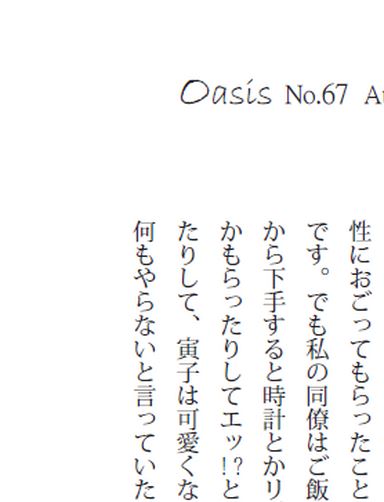 Oasis No.67
性におごってもらったこと
です。でも私の同僚はご飯
から下手すると時計とかリ
かもらったりしてエッ!?と
たりして、寅子は可愛くな
何もやらないと言っていた